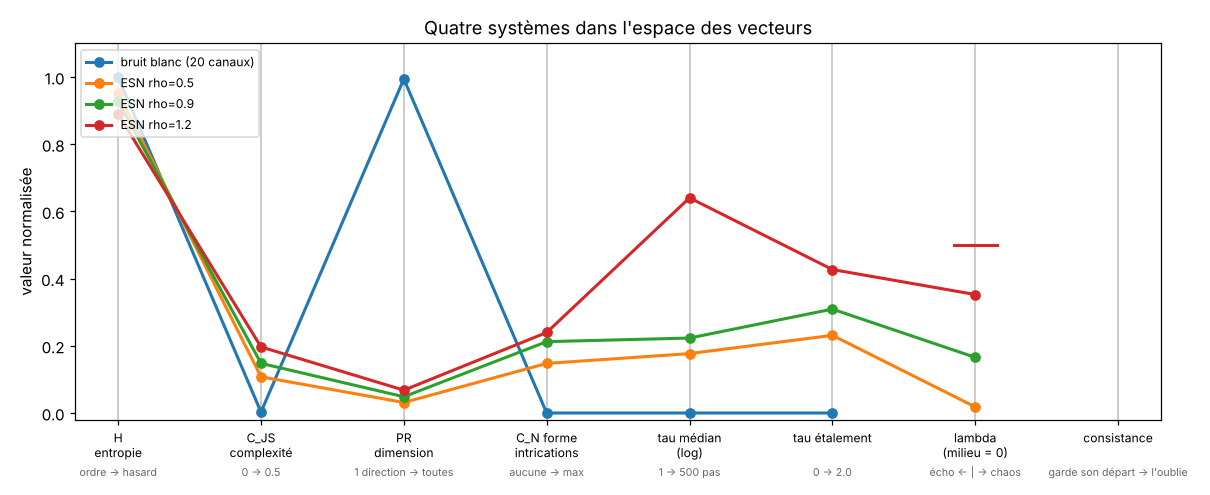 Quatre systèmes dans l'espace des vecteurs
bruit blanc (20 canaux)
ESN rho=0.5
ESN rho=0.9
ESN rho=1.2
valeur normalisée
1.0
0.8
0.6
0.4
0.2
0.0
H
entropie
ordre → hasard
C_JS
complexité
0 → 0.5
PR
dimension
1 direction → toutes
C_N forme
intrications
aucune → max
tau médian
(log)
1 → 500 pas
tau étalement
0 → 2.0
lambda
(milieu = 0)
écho ← | → chaos
consistance
garde son départ → l'oublie